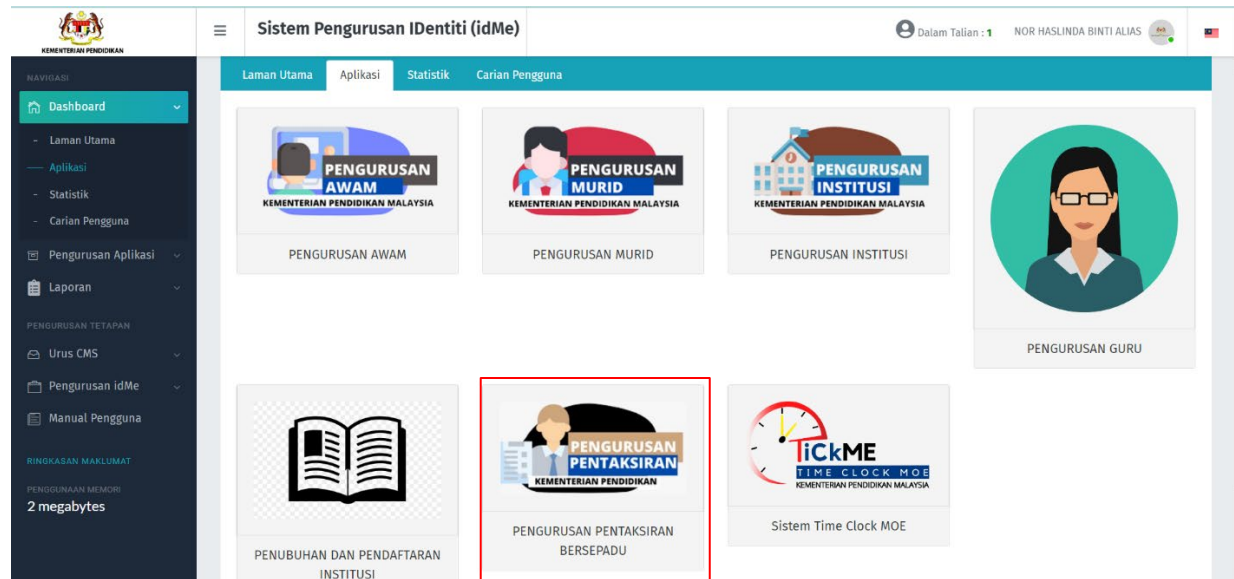 KEMENTERIAN PENDIDIKAN
Sistem Pengurusan IDentiti (idMe)
Dalam Talian : 1
NOR HASLINDA BINTI ALIAS
NAVIGASI
Dashboard
Laman Utama
Aplikasi
Statistik
Carian Pengguna
Pengurusan Aplikasi
Laporan
PENGURUSAN TETAPAN
Urus CMS
Pengurusan idMe
Manual Pengguna
RINGKASAN MAKLUMAT
PENGGUNAAN MEMORI
2 megabytes
Laman Utama
Aplikasi
Statistik
Carian Pengguna
PENGURUSAN
AWAM
KEMENTERIAN PENDIDIKAN MALAYSIA
PENGURUSAN AWAM
PENGURUSAN
MURID
KEMENTERIAN PENDIDIKAN MALAYSIA
PENGURUSAN MURID
PENGURUSAN
INSTITUSI
KEMENTERIAN PENDIDIKAN MALAYSIA
PENGURUSAN INSTITUSI
PENGURUSAN GURU
PENUBUHAN DAN PENDAFTARAN
INSTITUSI
PENGURUSAN
PENTAKSIRAN
KEMENTERIAN PENDIDIKAN
PENGURUSAN PENTAKSIRAN
BERSEPADU
TiCkME
TIME CLOCK MOE
KEMENTERIAN PENDIDIKAN MALAYSIA
Sistem Time Clock MOE